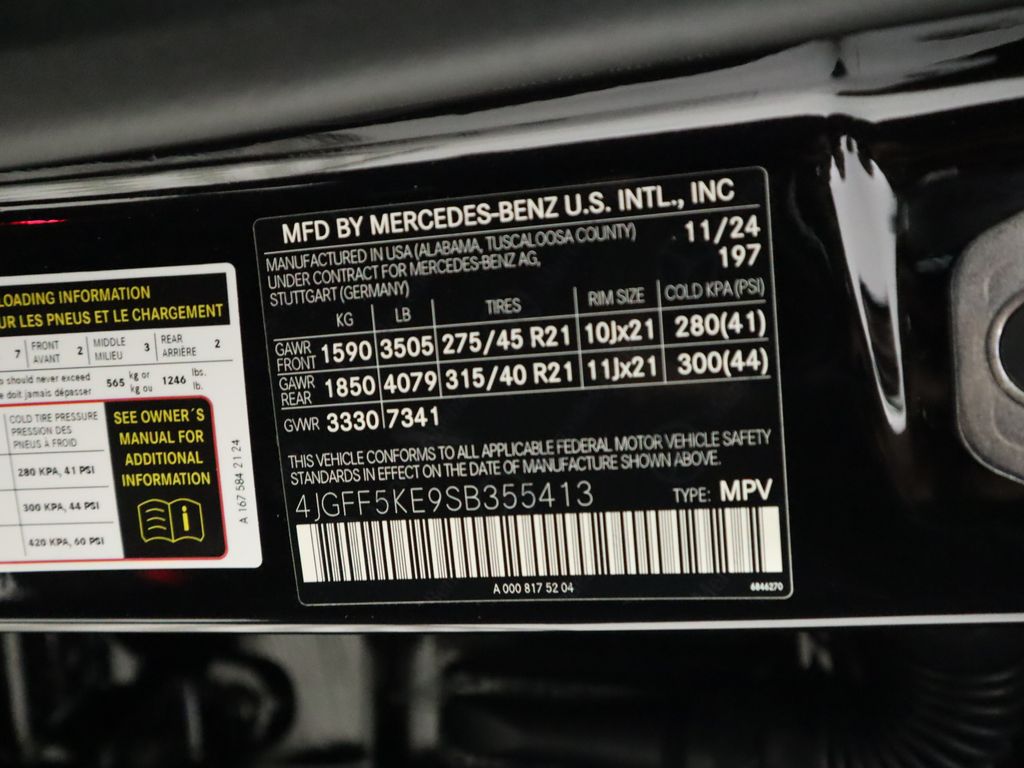 LOADING INFORMATION
UR LES PNEUS ET LE CHARGEMENT
7 FRONT AVANT 2 MIDDLE MILIEU 3 REAR ARRIÈRE 2
should never exceed 565 kg or 1246 lbs.
doit jamais dépasser kg ou lb.
COLD TIRE PRESSURE
PRESSION DES
PNEUS À FROID
280 KPA, 41 PSI
300 KPA, 44 PSI
420 KPA, 60 PSI
SEE OWNER´S
MANUAL FOR
ADDITIONAL
INFORMATION
i
A 167 584 21 24
MFD BY MERCEDES-BENZ U.S. INTL., INC
MANUFACTURED IN USA (ALABAMA, TUSCALOOSA COUNTY) 11/24
UNDER CONTRACT FOR MERCEDES-BENZ AG, 197
STUTTGART (GERMANY)
KG LB TIRES RIM SIZE COLD KPA (PSI)
GAWR FRONT 1590 3505 275/45 R21 10Jx21 280(41)
GAWR REAR 1850 4079 315/40 R21 11Jx21 300(44)
GVWR 3330 7341
THIS VEHICLE CONFORMS TO ALL APPLICABLE FEDERAL MOTOR VEHICLE SAFETY
STANDARDS IN EFFECT ON THE DATE OF MANUFACTURE SHOWN ABOVE.
4JGFF5KE9SB355413 TYPE: MPV
A 000 817 52 04 6846270